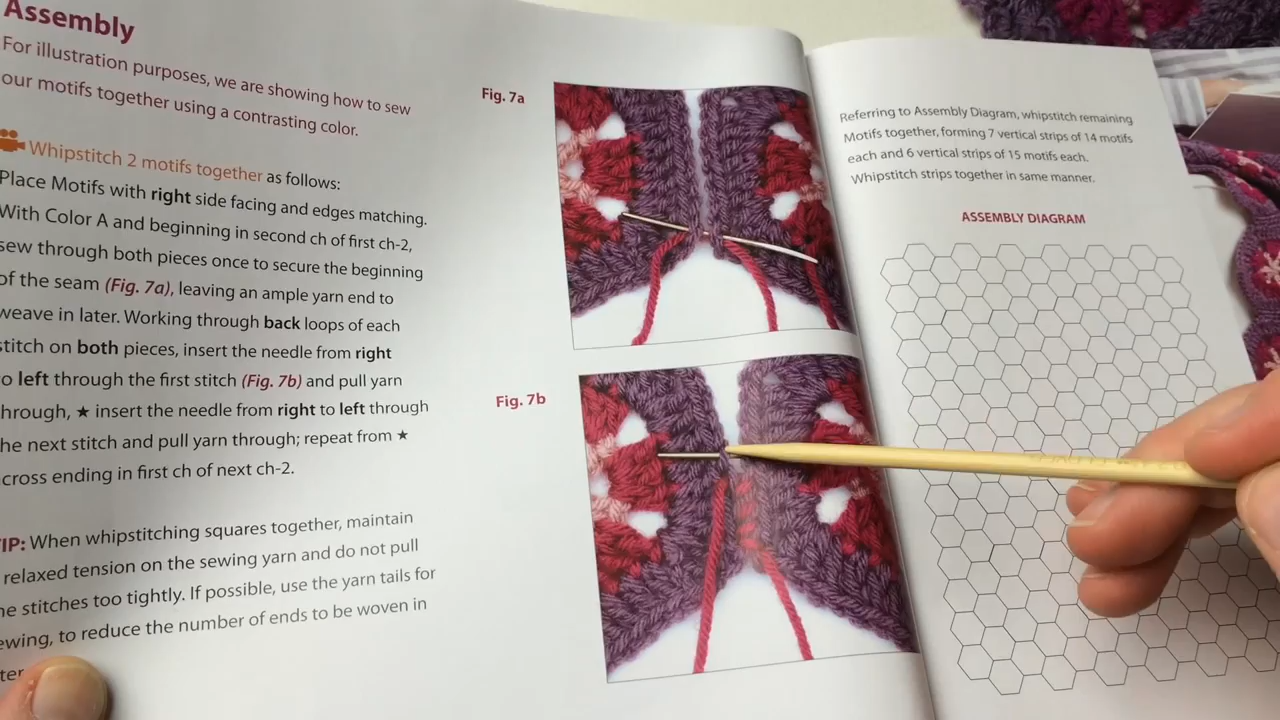 Assembly
For illustration purposes, we are showing how to sew
our motifs together using a contrasting color.
Whipstitch 2 motifs together as follows:
Place Motifs with right side facing and edges matching.
With Color A and beginning in second ch of first ch-2,
sew through both pieces once to secure the beginning
of the seam (Fig. 7a), leaving an ample yarn end to
weave in later. Working through back loops of each
stitch on both pieces, insert the needle from right
o left through the first stitch (Fig. 7b) and pull yarn
hrough, ★ insert the needle from right to left through
he next stitch and pull yarn through; repeat from ★
cross ending in first ch of next ch-2.
IP: When whipstitching squares together, maintain
relaxed tension on the sewing yarn and do not pull
he stitches too tightly. If possible, use the yarn tails for
ewing, to reduce the number of ends to be woven in
ter
Fig. 7a
Fig. 7b
Referring to Assembly Diagram, whipstitch remaining
Motifs together, forming 7 vertical strips of 14 motifs
each and 6 vertical strips of 15 motifs each.
Whipstitch strips together in same manner.
ASSEMBLY DIAGRAM